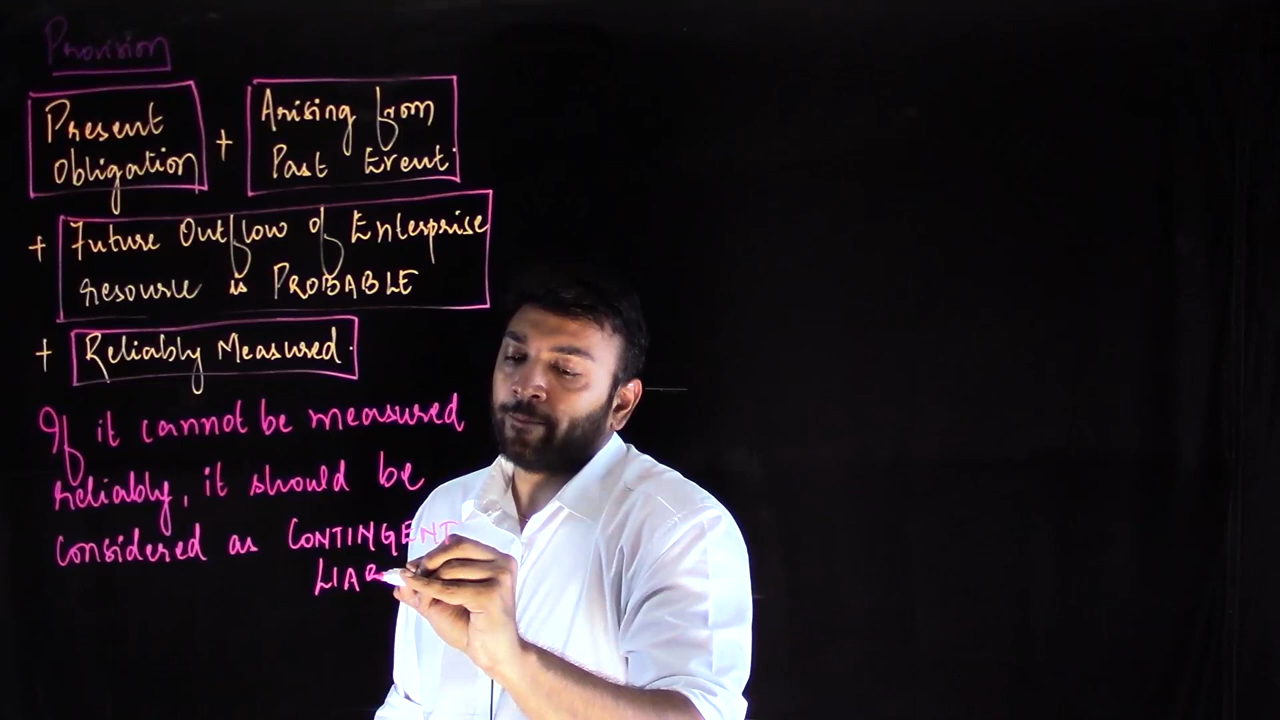 Provision
Present + Arising from
Obligation Past Event.
+ Future Outflow of Enterprise
resource is PROBABLE
+ Reliably Measured.
If it cannot be measured
reliably, it should be
considered as CONTINGENT
LIAB